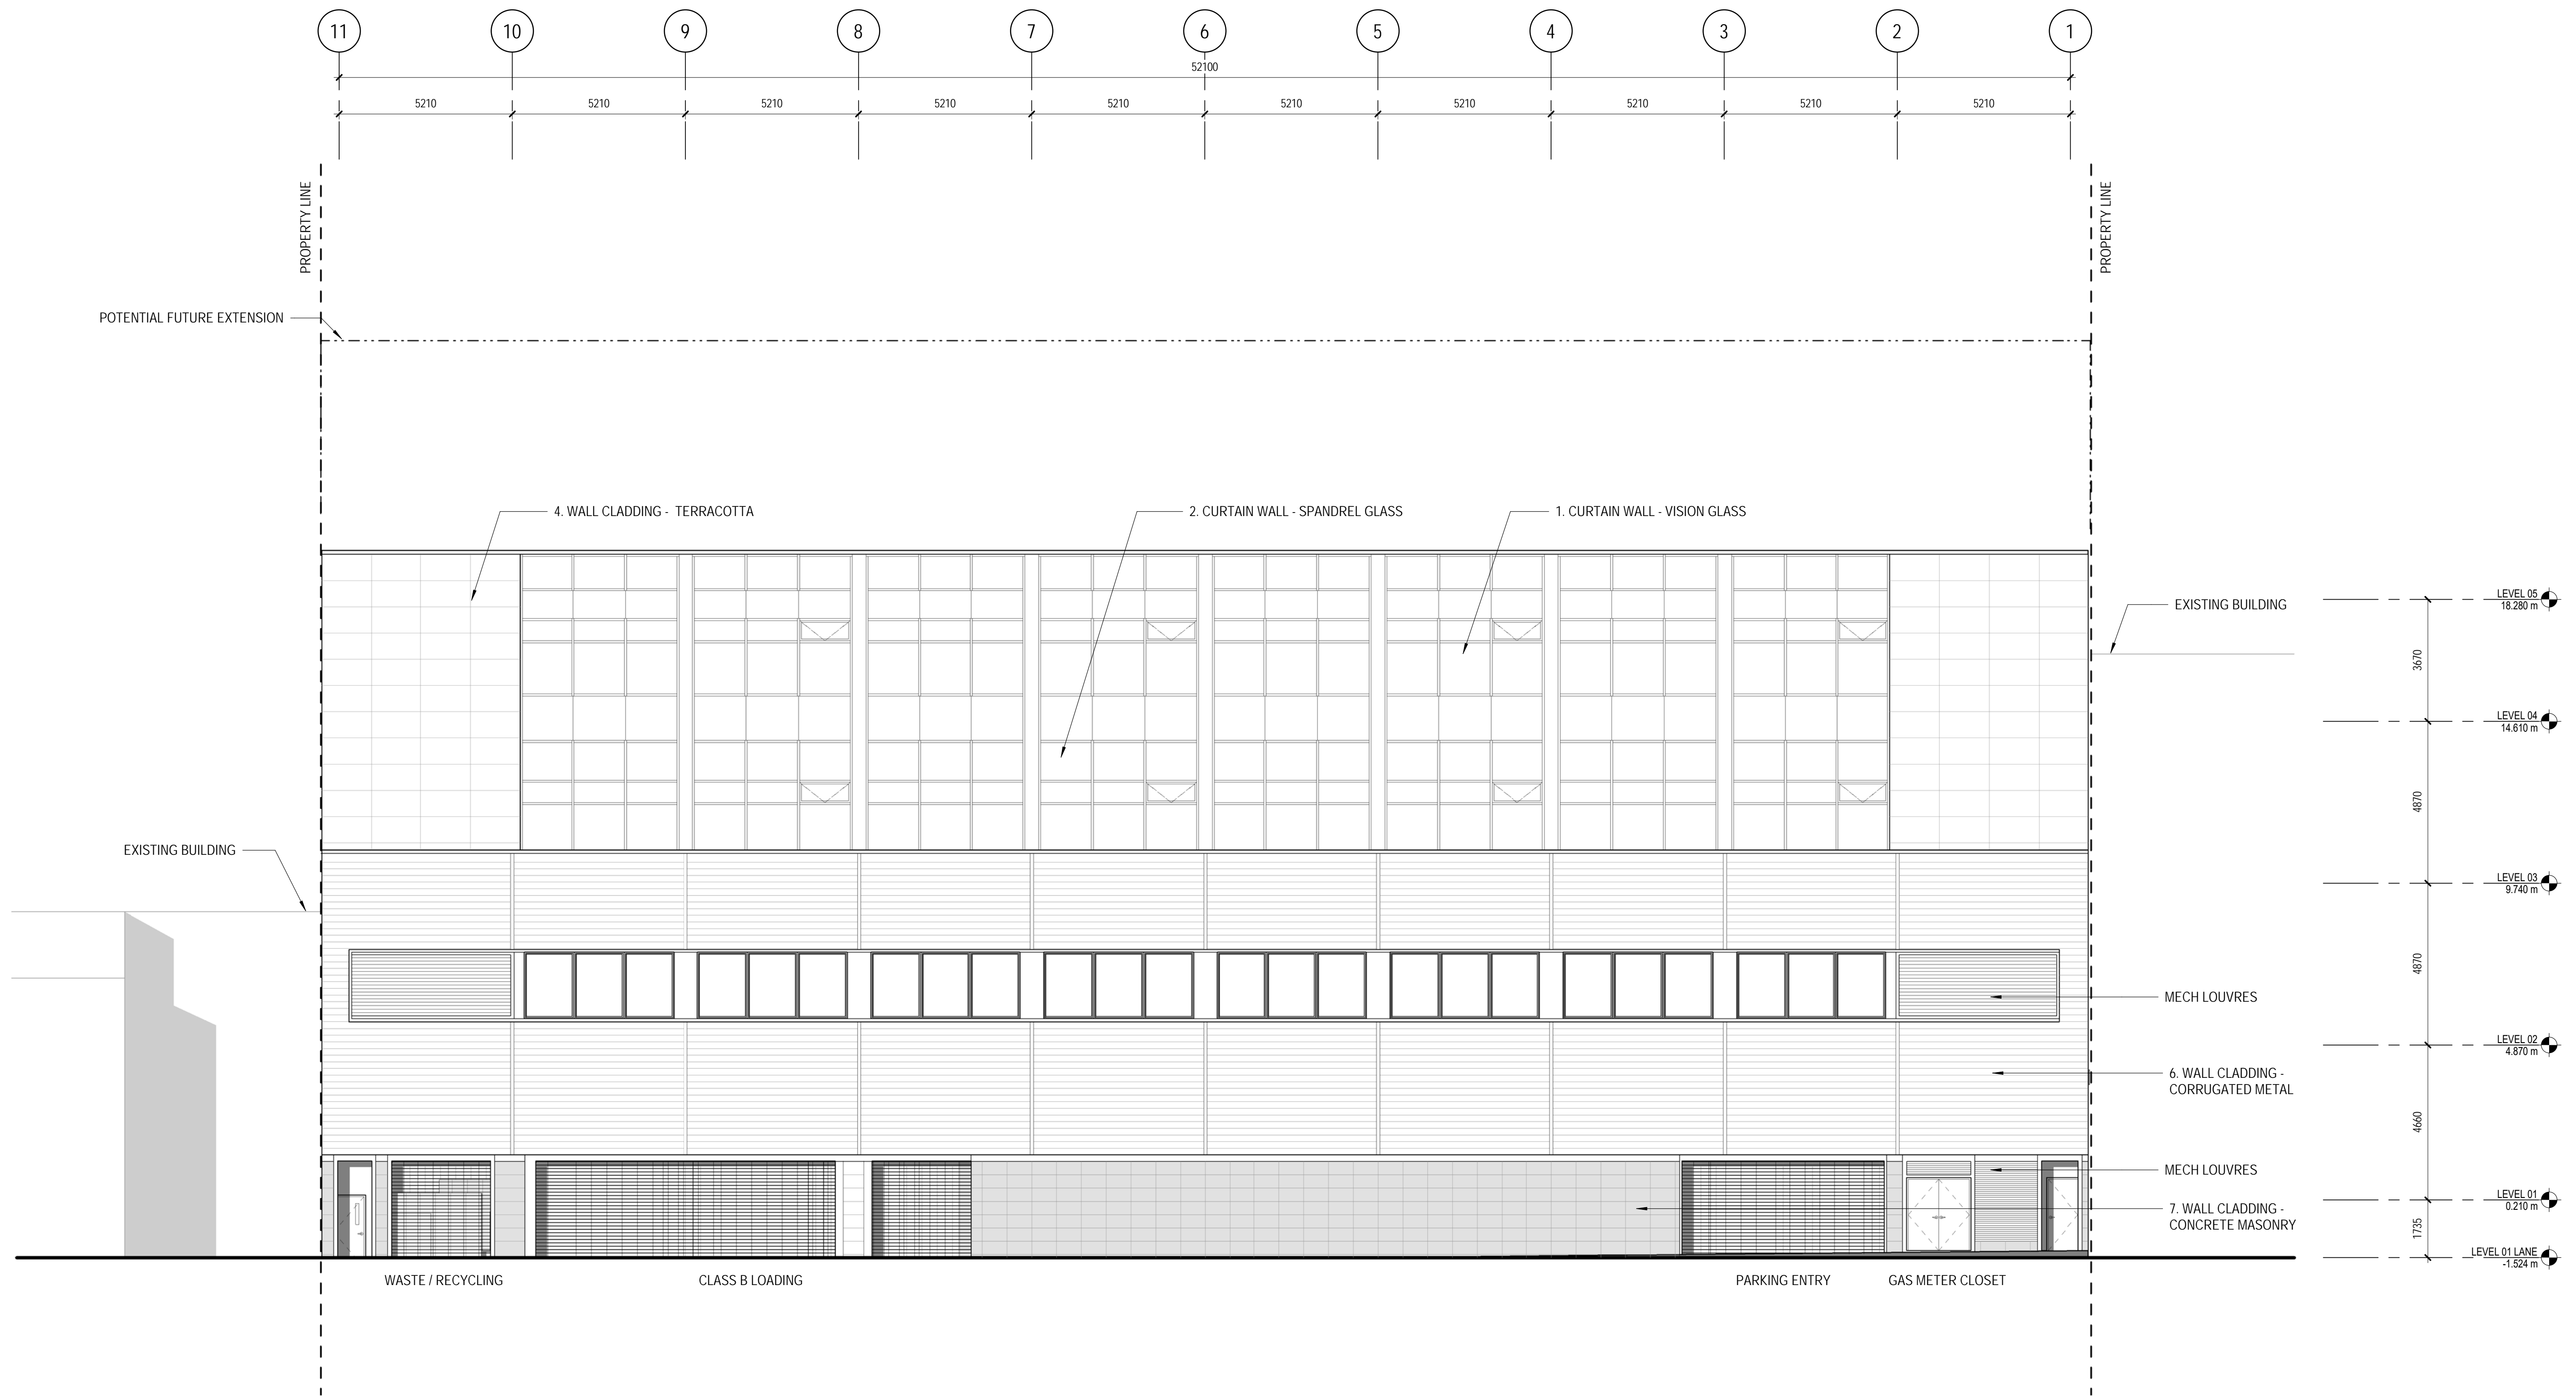 11 10 9 8 7 6 5 4 3 2 1
52100
5210 5210 5210 5210 5210 5210 5210 5210 5210 5210
PROPERTY LINE
PROPERTY LINE
POTENTIAL FUTURE EXTENSION
4. WALL CLADDING - TERRACOTTA
2. CURTAIN WALL - SPANDREL GLASS
1. CURTAIN WALL - VISION GLASS
LEVEL 05
18.280 m
EXISTING BUILDING
3670
LEVEL 04
14.610 m
4870
EXISTING BUILDING
LEVEL 03
9.740 m
4870
MECH LOUVRES
LEVEL 02
4.870 m
6. WALL CLADDING -
CORRUGATED METAL
4660
MECH LOUVRES
LEVEL 01
0.210 m
7. WALL CLADDING -
CONCRETE MASONRY
1735
LEVEL 01 LANE
-1.524 m
WASTE / RECYCLING
CLASS B LOADING
PARKING ENTRY
GAS METER CLOSET